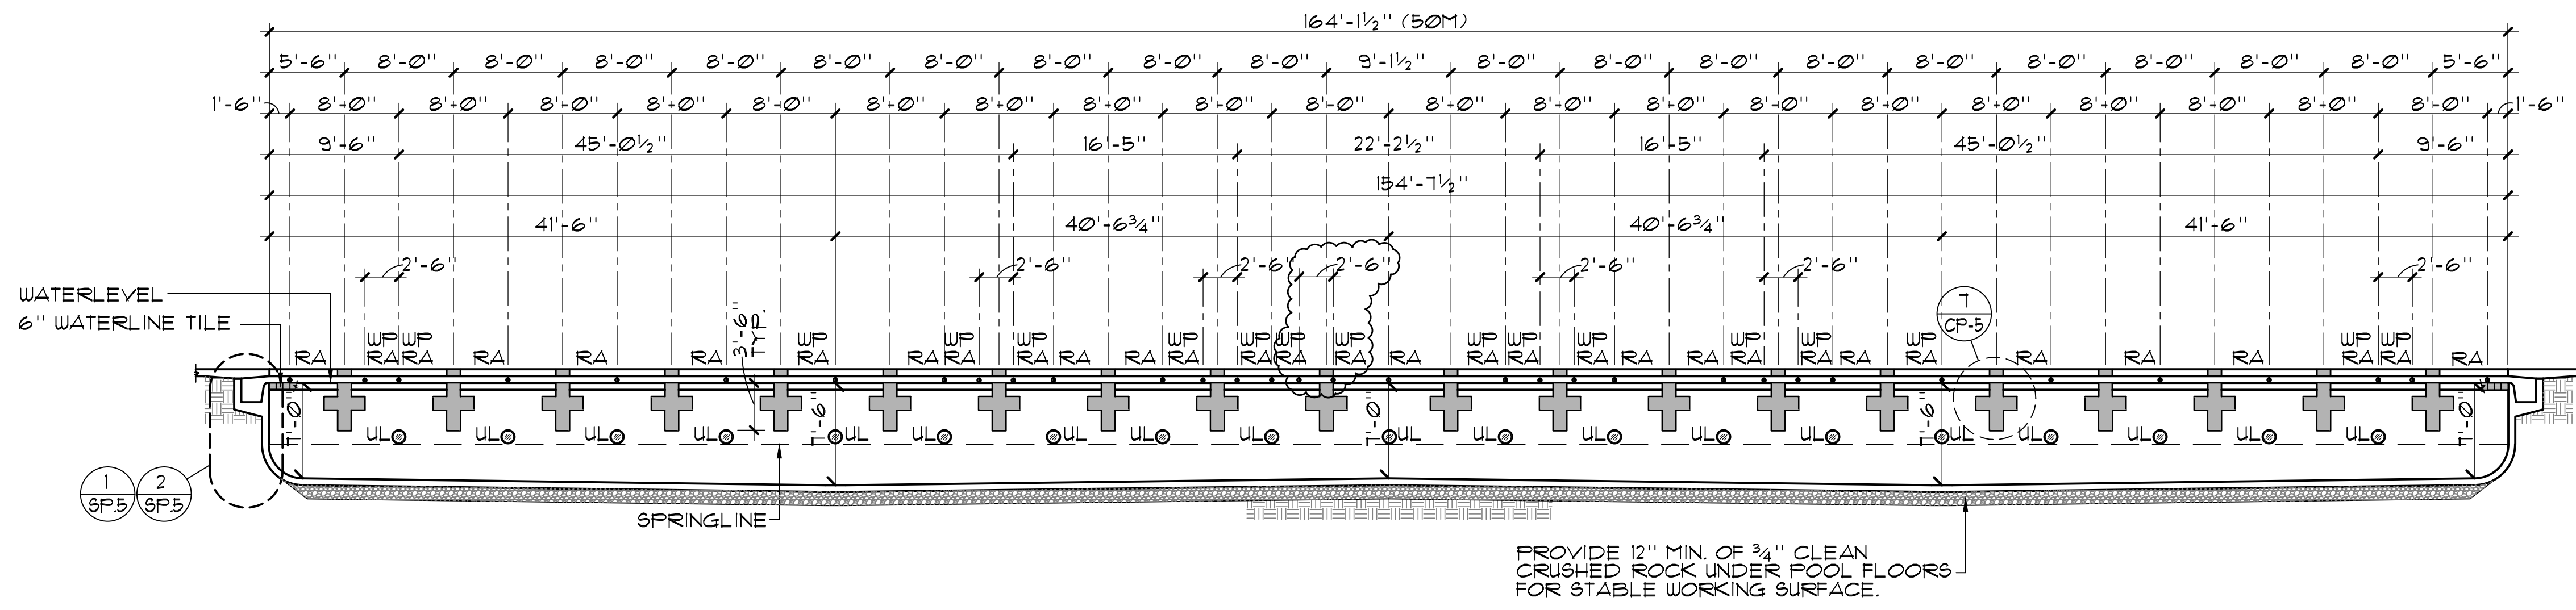 164'-1½" (50M)
5'-6" 8'-0" 8'-0" 8'-0" 8'-0" 8'-0" 8'-0" 8'-0" 8'-0" 8'-0" 9'-1½" 8'-0" 8'-0" 8'-0" 8'-0" 8'-0" 8'-0" 8'-0" 8'-0" 8'-0" 5'-6"
1'-6" 8'-0" 8'-0" 8'-0" 8'-0" 8'-0" 8'-0" 8'-0" 8'-0" 8'-0" 8'-0" 8'-0" 8'-0" 8'-0" 8'-0" 8'-0" 8'-0" 8'-0" 8'-0" 8'-0" 8'-0" 1'-6"
9'-6" 45'-0½" 16'-5" 22'-2½" 16'-5" 45'-0½" 9'-6"
154'-7½"
41'-6" 40'-6¾" 40'-6¾" 41'-6"
2'-6" 2'-6" 2'-6" 2'-6" 2'-6" 2'-6" 2'-6"
WATERLEVEL
6" WATERLINE TILE
3'-6"
TYP.
7
CP-5
WP WP WP WP WP WP WP WP WP WP WP WP WP WP WP WP WP
RA RA RA RA RA RA RA RA RA RA RA RA RA RA RA RA RA RA RA RA RA RA RA RA RA RA RA RA RA RA RA RA
7'-0" 7'-6" 7'-0" 7'-6" 7'-0"
UL UL UL UL UL UL UL UL UL UL UL UL UL UL UL UL UL UL UL
1
SP.5
2
SP.5
SPRINGLINE
PROVIDE 12" MIN. OF ¾" CLEAN
CRUSHED ROCK UNDER POOL FLOORS
FOR STABLE WORKING SURFACE.